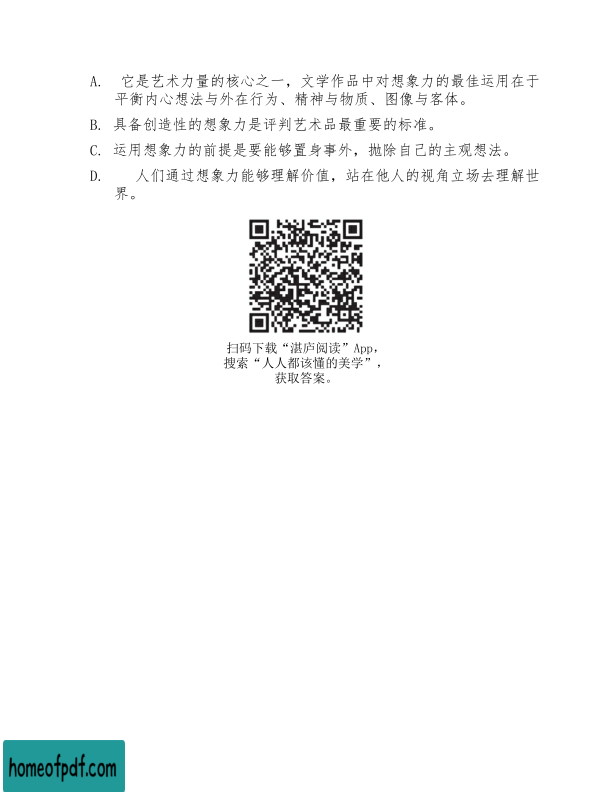 A. 它是艺术力量的核心之一，文学作品中对想象力的最佳运用在于
平衡内心想法与外在行为、精神与物质、图像与客体。
B. 具备创造性的想象力是评判艺术品最重要的标准。
C. 运用想象力的前提是要能够置身事外，抛除自己的主观想法。
D. 人们通过想象力能够理解价值，站在他人的视角立场去理解世
界。
扫码下载“湛庐阅读”App，
搜索“人人都该懂的美学”，
获取答案。
homeofpdf.com